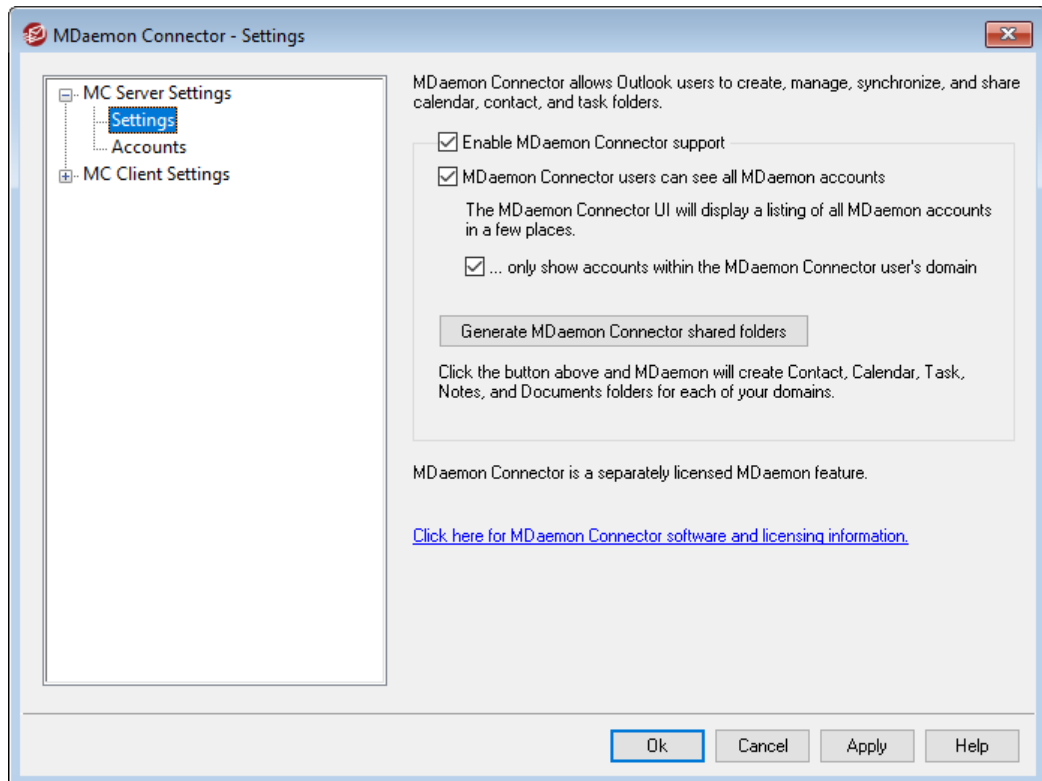 MDaemon Connector - Settings
MC Server Settings
Settings
Accounts
MC Client Settings
MDaemon Connector allows Outlook users to create, manage, synchronize, and share
calendar, contact, and task folders.
Enable MDaemon Connector support
MDaemon Connector users can see all MDaemon accounts
The MDaemon Connector UI will display a listing of all MDaemon accounts
in a few places.
... only show accounts within the MDaemon Connector user's domain
Generate MDaemon Connector shared folders
Click the button above and MDaemon will create Contact, Calendar, Task,
Notes, and Documents folders for each of your domains.
MDaemon Connector is a separately licensed MDaemon feature.
Click here for MDaemon Connector software and licensing information.
Ok
Cancel
Apply
Help